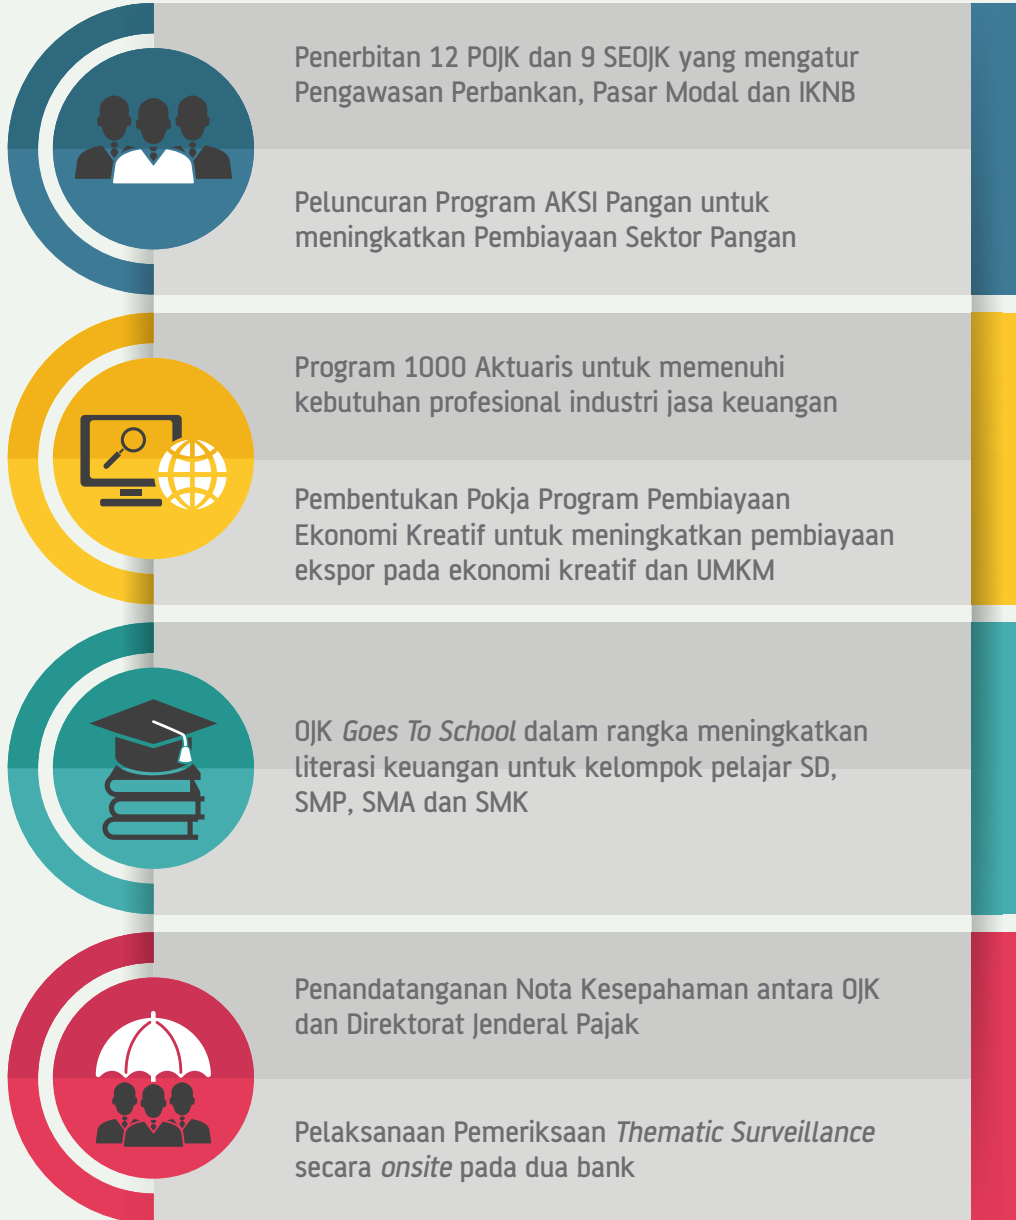 Penerbitan 12 POJK dan 9 SEOJK yang mengatur
Pengawasan Perbankan, Pasar Modal dan IKNB
Peluncuran Program AKSI Pangan untuk
meningkatkan Pembiayaan Sektor Pangan
Program 1000 Aktuaris untuk memenuhi
kebutuhan profesional industri jasa keuangan
Pembentukan Pokja Program Pembiayaan
Ekonomi Kreatif untuk meningkatkan pembiayaan
ekspor pada ekonomi kreatif dan UMKM
OJK Goes To School dalam rangka meningkatkan
literasi keuangan untuk kelompok pelajar SD,
SMP, SMA dan SMK
Penandatanganan Nota Kesepahaman antara OJK
dan Direktorat Jenderal Pajak
Pelaksanaan Pemeriksaan Thematic Surveillance
secara onsite pada dua bank